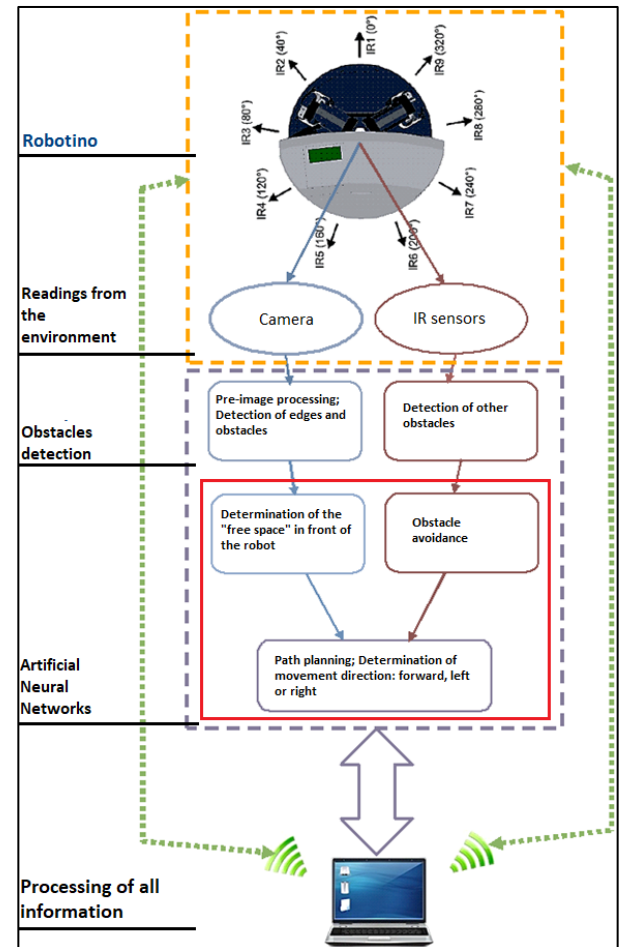 IR1 (0°)
IR2 (40°)
IR9 (320°)
IR3 (80°)
IR8 (280°)
Robotino
IR4 (120°)
IR7 (240°)
IR5 (160°)
IR6 (200°)
Readings from
the
environment
Camera
IR sensors
Pre-image processing;
Detection of edges and
obstacles
Detection of other
obstacles
Obstacles
detection
Determination of the
"free space" in front of
the robot
Obstacle
avoidance
Path planning; Determination of
movement direction: forward, left
or right
Artificial
Neural
Networks
Processing of all
information